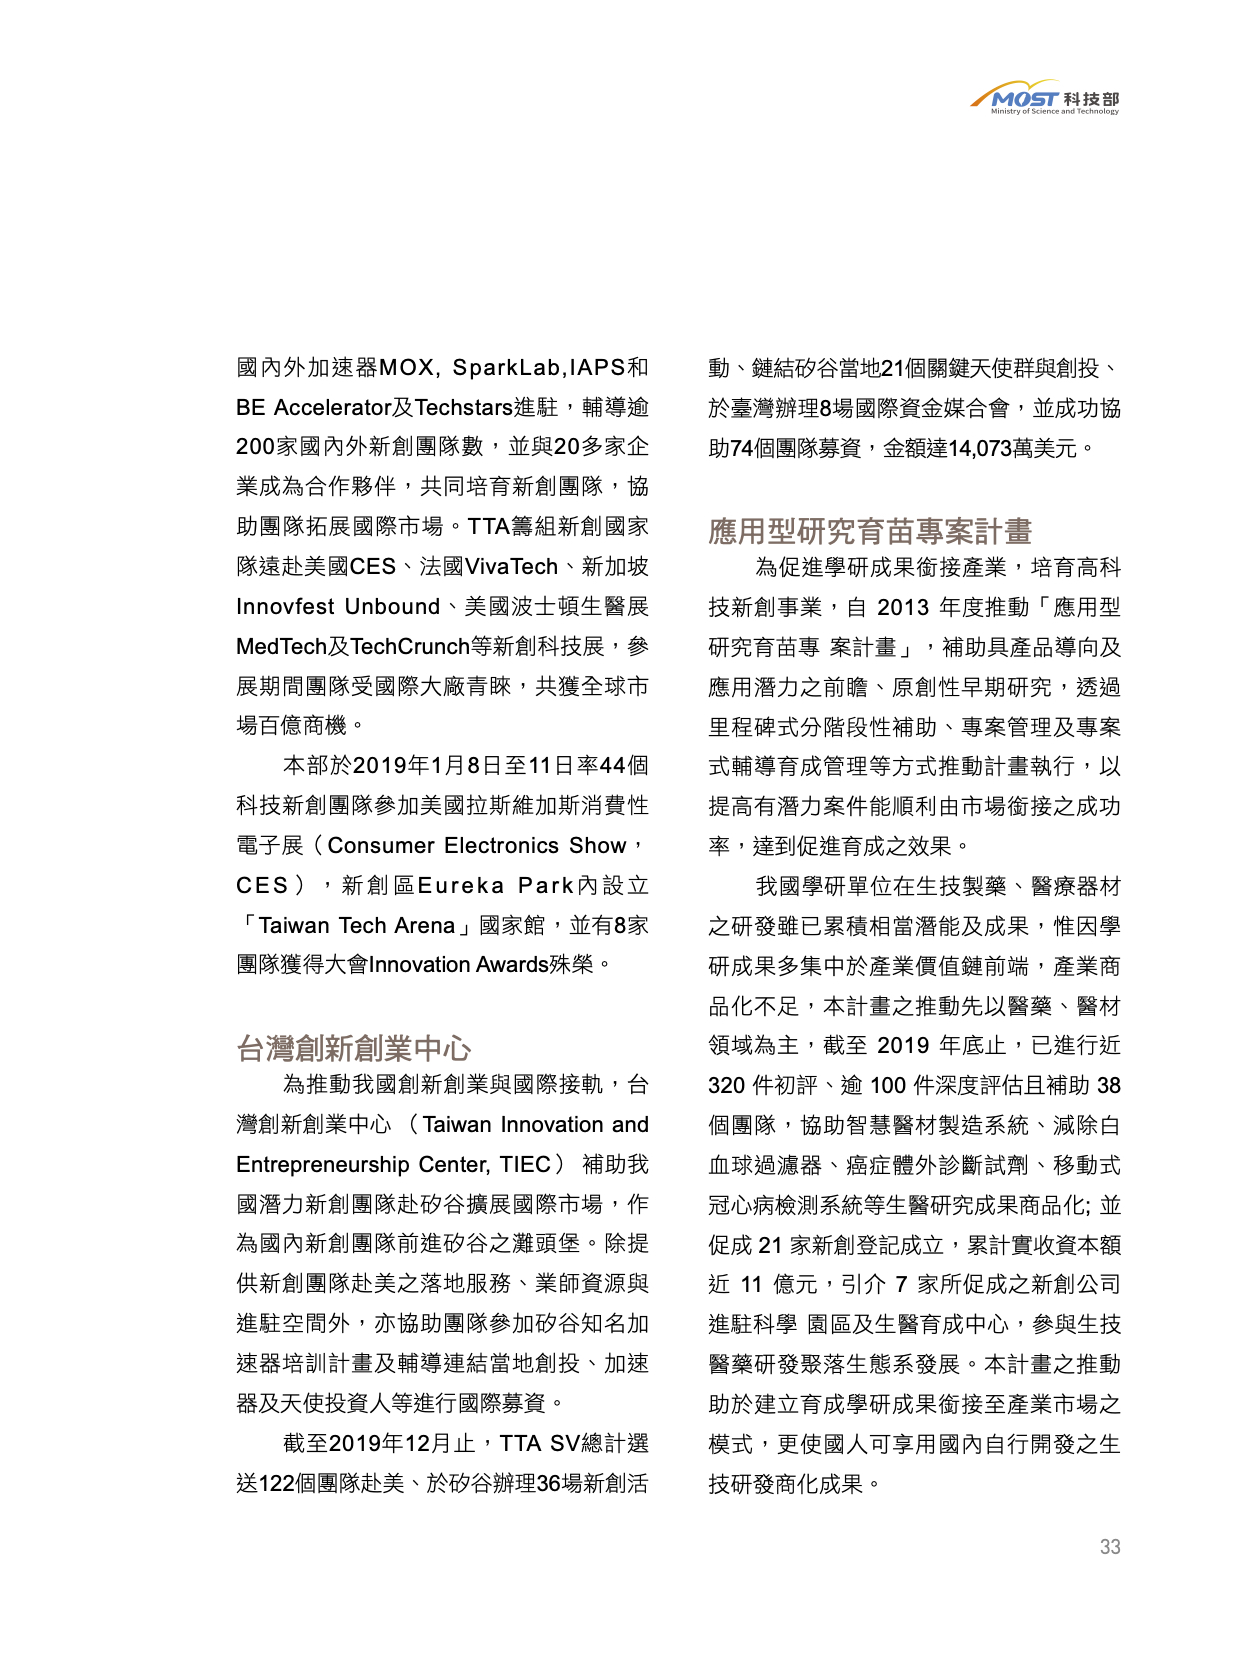 MOST 科技部
Ministry of Science and Technology
國內外加速器MOX, SparkLab,IAPS和
BE Accelerator及Techstars進駐，輔導逾
200家國內外新創團隊數，並與20多家企
業成為合作夥伴，共同培育新創團隊，協
助團隊拓展國際市場。TTA籌組新創國家
隊遠赴美國CES、法國VivaTech、新加坡
Innovfest Unbound、美國波士頓生醫展
MedTech及TechCrunch等新創科技展，參
展期間團隊受國際大廠青睞，共獲全球市
場百億商機。
本部於2019年1月8日至11日率44個
科技新創團隊參加美國拉斯維加斯消費性
電子展（Consumer Electronics Show，
CES），新創區Eureka Park內設立
「Taiwan Tech Arena」國家館，並有8家
團隊獲得大會Innovation Awards殊榮。
台灣創新創業中心
為推動我國創新創業與國際接軌，台
灣創新創業中心（Taiwan Innovation and
Entrepreneurship Center, TIEC） 補助我
國潛力新創團隊赴矽谷擴展國際市場，作
為國內新創團隊前進矽谷之灘頭堡。除提
供新創團隊赴美之落地服務、業師資源與
進駐空間外，亦協助團隊參加矽谷知名加
速器培訓計畫及輔導連結當地創投、加速
器及天使投資人等進行國際募資。
截至2019年12月止，TTA SV總計選
送122個團隊赴美、於矽谷辦理36場新創活
動、鏈結矽谷當地21個關鍵天使群與創投、
於臺灣辦理8場國際資金媒合會，並成功協
助74個團隊募資，金額達14,073萬美元。
應用型研究育苗專案計畫
為促進學研成果銜接產業，培育高科
技新創事業，自 2013 年度推動「應用型
研究育苗專 案計畫」，補助具產品導向及
應用潛力之前瞻、原創性早期研究，透過
里程碑式分階段性補助、專案管理及專案
式輔導育成管理等方式推動計畫執行，以
提高有潛力案件能順利由市場銜接之成功
率，達到促進育成之效果。
我國學研單位在生技製藥、醫療器材
之研發雖已累積相當潛能及成果，惟因學
研成果多集中於產業價值鏈前端，產業商
品化不足，本計畫之推動先以醫藥、醫材
領域為主，截至 2019 年底止，已進行近
320 件初評、逾 100 件深度評估且補助 38
個團隊，協助智慧醫材製造系統、減除白
血球過濾器、癌症體外診斷試劑、移動式
冠心病檢測系統等生醫研究成果商品化; 並
促成 21 家新創登記成立，累計實收資本額
近 11 億元，引介 7 家所促成之新創公司
進駐科學 園區及生醫育成中心，參與生技
醫藥研發聚落生態系發展。本計畫之推動
助於建立育成學研成果銜接至產業市場之
模式，更使國人可享用國內自行開發之生
技研發商化成果。
33